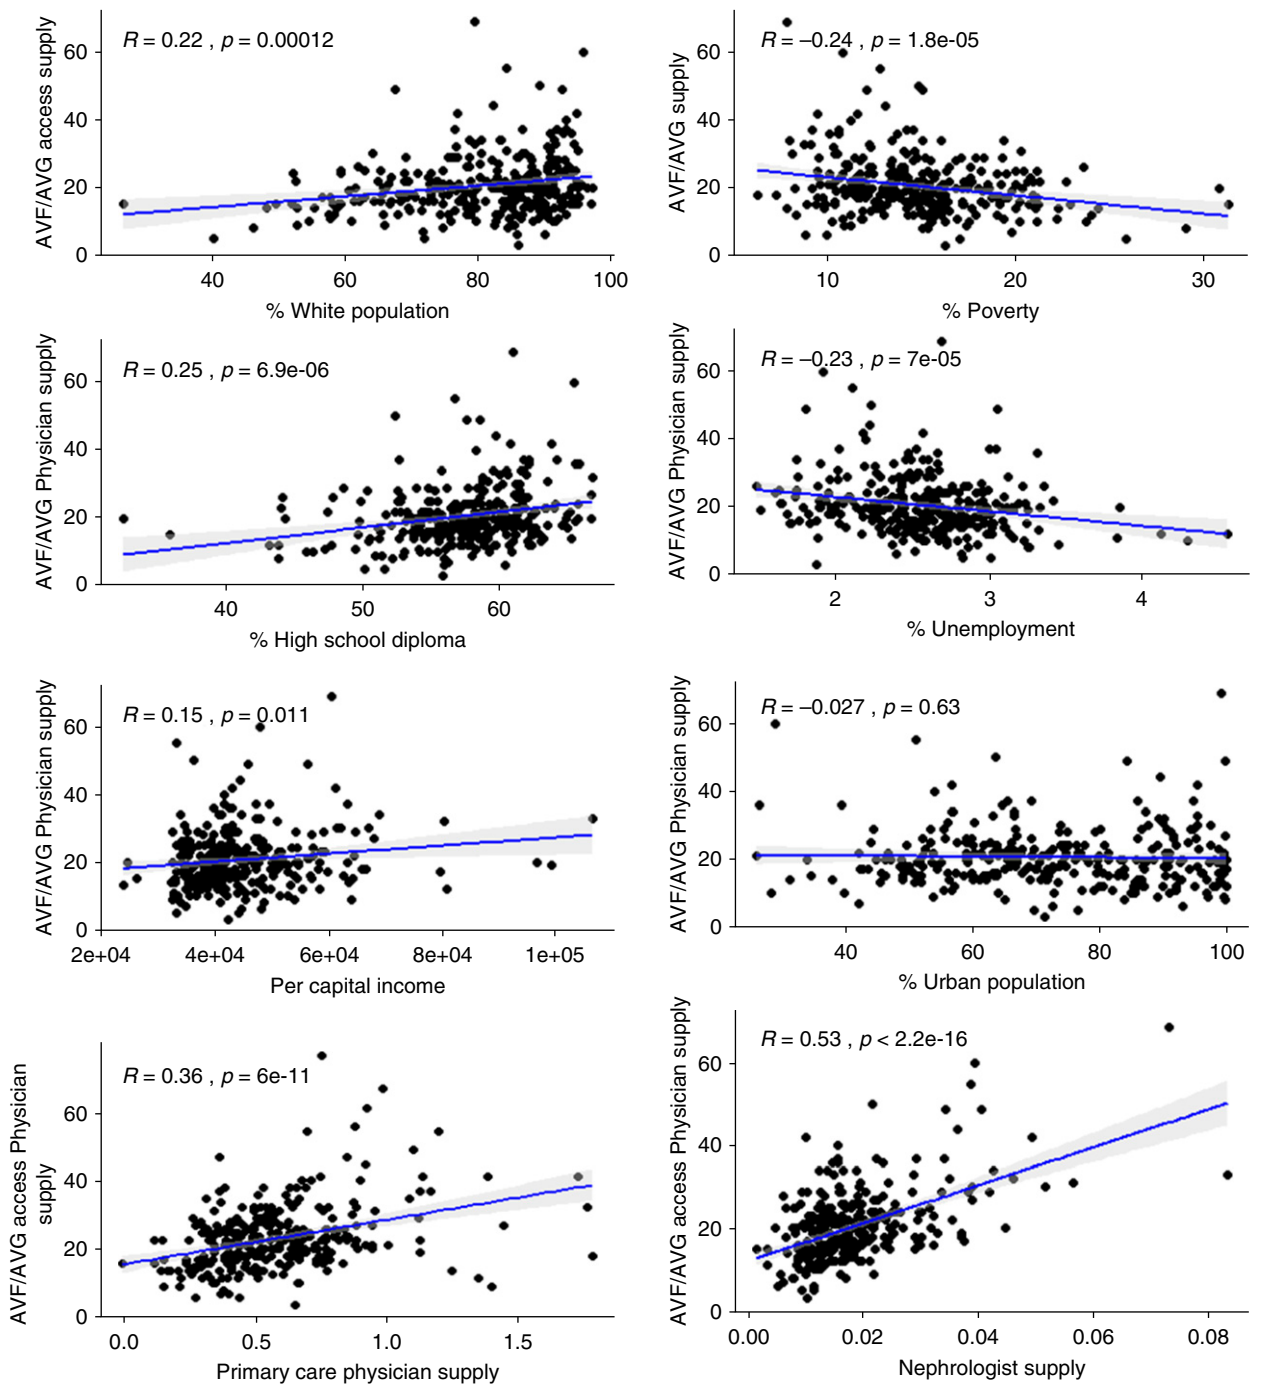 R = 0.22 , p = 0.00012
AVF/AVG access supply
60
40
20
0
40
60
80
100
% White population
R = –0.24 , p = 1.8e-05
AVF/AVG supply
60
40
20
0
10
20
30
% Poverty
R = 0.25 , p = 6.9e-06
AVF/AVG Physician supply
60
40
20
0
40
50
60
% High school diploma
R = –0.23 , p = 7e-05
AVF/AVG Physician supply
60
40
20
0
2
3
4
% Unemployment
R = 0.15 , p = 0.011
AVF/AVG Physician supply
60
40
20
0
2e+04
4e+04
6e+04
8e+04
1e+05
Per capital income
R = –0.027 , p = 0.63
AVF/AVG Physician supply
60
40
20
0
40
60
80
100
% Urban population
R = 0.36 , p = 6e-11
AVF/AVG access Physician
supply
60
40
20
0
0.0
0.5
1.0
1.5
Primary care physician supply
R = 0.53 , p < 2.2e-16
AVF/AVG access Physician supply
60
40
20
0
0.00
0.02
0.04
0.06
0.08
Nephrologist supply